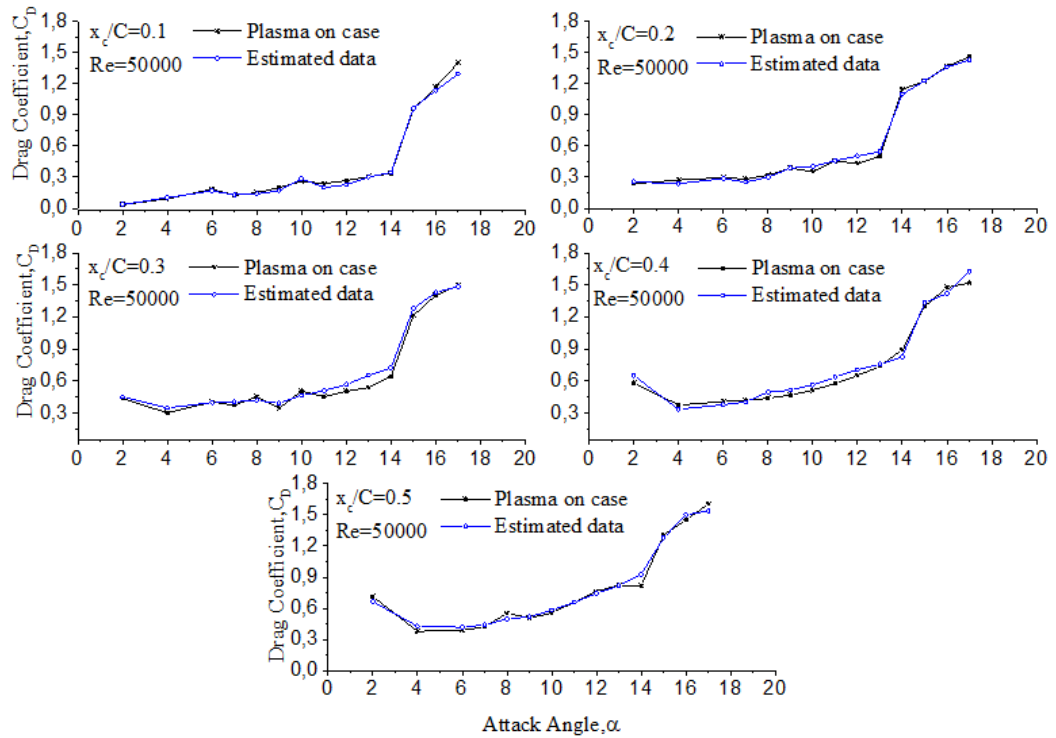 Drag Coefficient,C_D
1,8
1,5
1,2
0,9
0,6
0,3
0,0
x_c/C=0.1
Re=50000
Plasma on case
Estimated data
0 2 4 6 8 10 12 14 16 18 20
1,8
1,5
1,2
0,9
0,6
0,3
0,0
x_c/C=0.2
Re=50000
Plasma on case
Estimated data
0 2 4 6 8 10 12 14 16 18 20
Drag Coefficient,C_D
1,8
1,5
1,2
0,9
0,6
0,3
x_c/C=0.3
Re=50000
Plasma on case
Estimated data
0 2 4 6 8 10 12 14 16 18 20
1,8
1,5
1,2
0,9
0,6
0,3
x_c/C=0.4
Re=50000
Plasma on case
Estimated data
0 2 4 6 8 10 12 14 16 18 20
Drag Coefficient,C_D
1,8
1,5
1,2
0,9
0,6
0,3
0,0
x_c/C=0.5
Re=50000
Plasma on case
Estimated data
0 2 4 6 8 10 12 14 16 18 20
Attack Angle,α